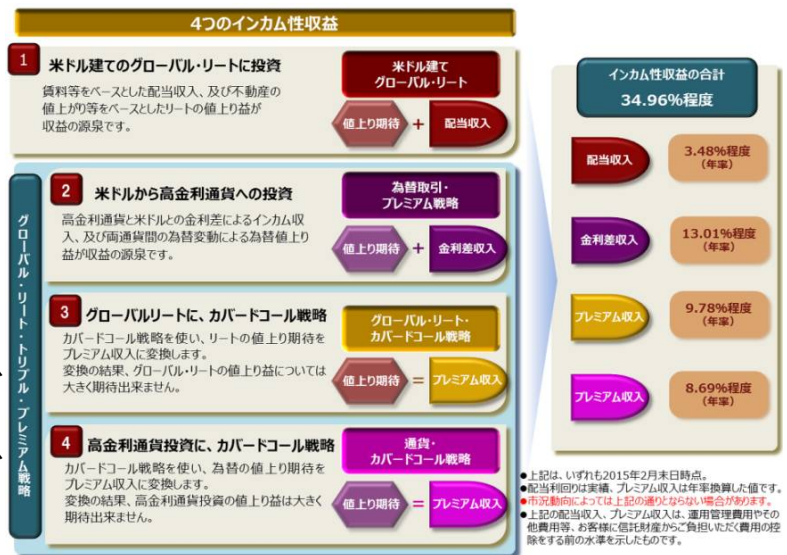 4つのインカム性収益
1
米ドル建てのグローバル・リートに投資
賃料等をベースとした配当収入、及び不動産の
値上がり等をベースとしたリートの値上り益が
収益の源泉です。
米ドル建て
グローバル・リート
値上り期待 + 配当収入
グローバル・リート・トリプル・プレミアム戦略
2
米ドルから高金利通貨への投資
高金利通貨と米ドルとの金利差によるインカム収
入、及び両通貨間の為替変動による為替値上り
益が収益の源泉です。
為替取引・
プレミアム戦略
値上り期待 + 金利差収入
3
グローバルリートに、カバードコール戦略
カバードコール戦略を使い、リートの値上り期待を
プレミアム収入に変換します。
変換の結果、グローバル・リートの値上り益については
大きく期待出来ません。
グローバル・リート・
カバードコール戦略
値上り期待 = プレミアム収入
4
高金利通貨投資に、カバードコール戦略
カバードコール戦略を使い、為替の値上り期待を
プレミアム収入に変換します。
変換の結果、高金利通貨投資の値上り益は大きく
期待出来ません。
通貨・
カバードコール戦略
値上り期待 = プレミアム収入
インカム性収益の合計
34.96%程度
配当収入
3.48%程度
(年率)
金利差収入
13.01%程度
(年率)
プレミアム収入
9.78%程度
(年率)
プレミアム収入
8.69%程度
(年率)
●上記は、いずれも2015年2月末日時点。
●配当利回りは実績、プレミアム収入は年率換算した値です。
●市況動向によっては上記の通りとならない場合があります。
●上記の配当収入、プレミアム収入は、運用管理費用やその
他費用等、お客様に信託財産からご負担いただく費用の控
除をする前の水準を示したものです。